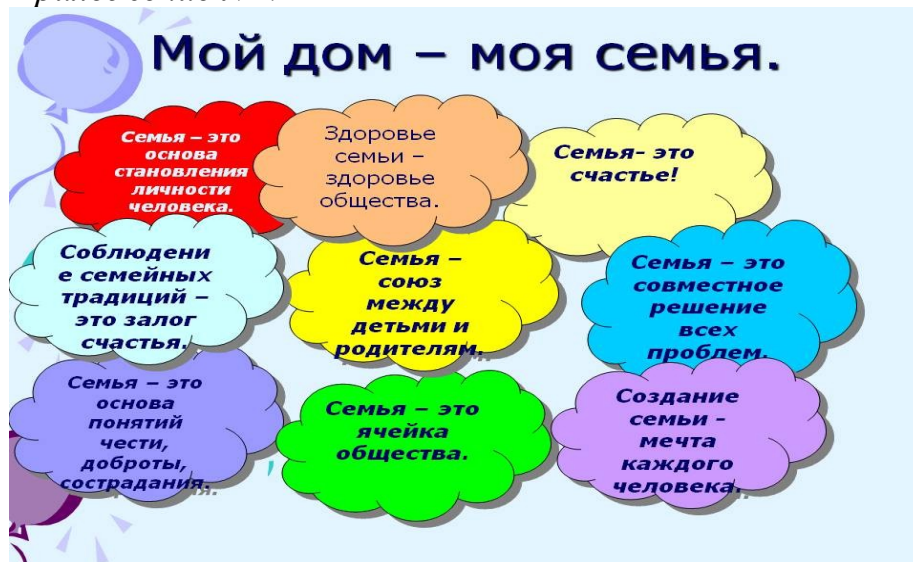 Мой дом – моя семья.
Семья – это
основа
становления
личности
человека.
Здоровье
семьи –
здоровье
общества.
Семья- это
счастье!
Соблюдени
е семейных
традиций –
это залог
счастья.
Семья –
союз
между
детьми и
родителям.
Семья – это
совместное
решение
всех
проблем.
Семья – это
основа
понятий
чести,
доброты,
сострадания.
Семья – это
ячейка
общества.
Создание
семьи -
мечта
каждого
человека.